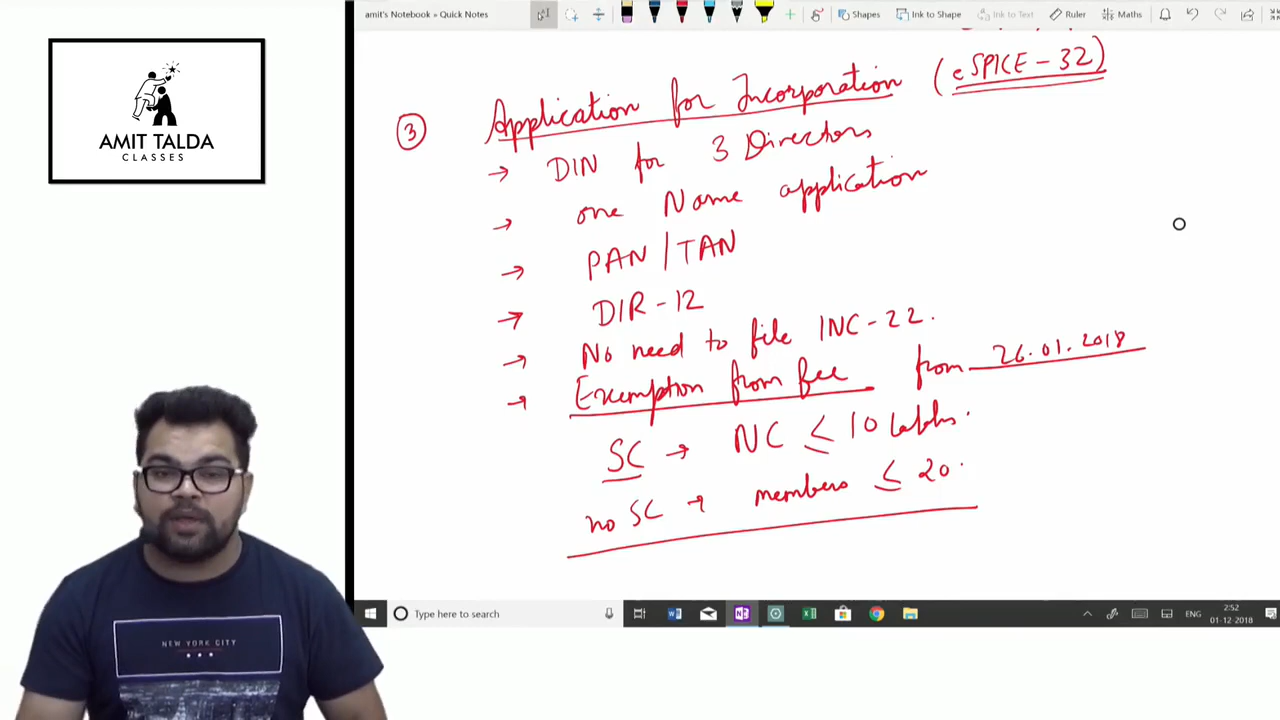 amit's Notebook » Quick Notes
Shapes
Ink to Shape
Ink to Text
Ruler
Maths
AMIT TALDA
CLASSES
③ Application for Incorporation (eSPICE-32)
→ DIN for 3 Directors
→ one Name application
→ PAN/TAN
→ DIR-12
→ No need to file INC-22.
→ Exemption from fee from 26.01.2018
SC → NC ≤ 10 lakhs.
no SC → members ≤ 20.
NEW YORK CITY
Type here to search
ENG
2:52
01-12-2018